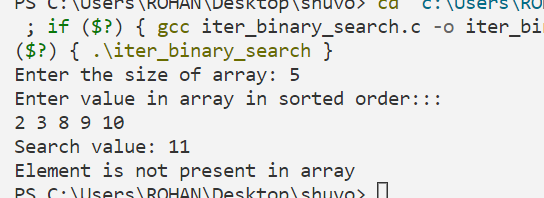 PS C:\Users\ROHAN\Desktop\shuvo> cd "c:\Users\RO
; if ($?) { gcc iter_binary_search.c -o iter_bi
($?) { .\iter_binary_search }
Enter the size of array: 5
Enter value in array in sorted order:::
2 3 8 9 10
Search value: 11
Element is not present in array
PS C:\Users\ROHAN\Desktop\shuvo>